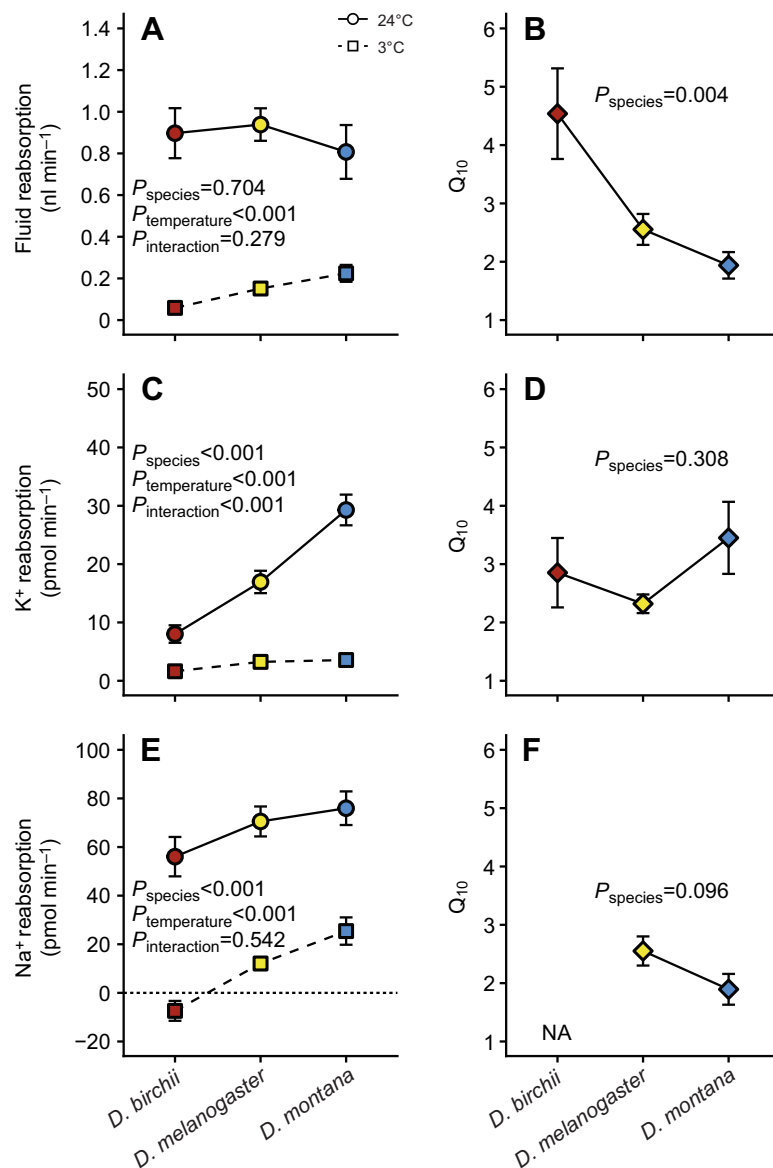 A
24°C
3°C
Fluid reabsorption
(nl min–1)
1.4
1.2
1.0
0.8
0.6
0.4
0.2
0
Pspecies=0.704
Ptemperature<0.001
Pinteraction=0.279
B
Q10
6
5
4
3
2
1
Pspecies=0.004
C
K+ reabsorption
(pmol min–1)
50
40
30
20
10
0
Pspecies<0.001
Ptemperature<0.001
Pinteraction<0.001
D
Q10
6
5
4
3
2
1
Pspecies=0.308
E
Na+ reabsorption
(pmol min–1)
100
80
60
40
20
0
–20
Pspecies<0.001
Ptemperature<0.001
Pinteraction=0.542
D. birchii
D. melanogaster
D. montana
F
Q10
6
5
4
3
2
1
Pspecies=0.096
NA
D. birchii
D. melanogaster
D. montana